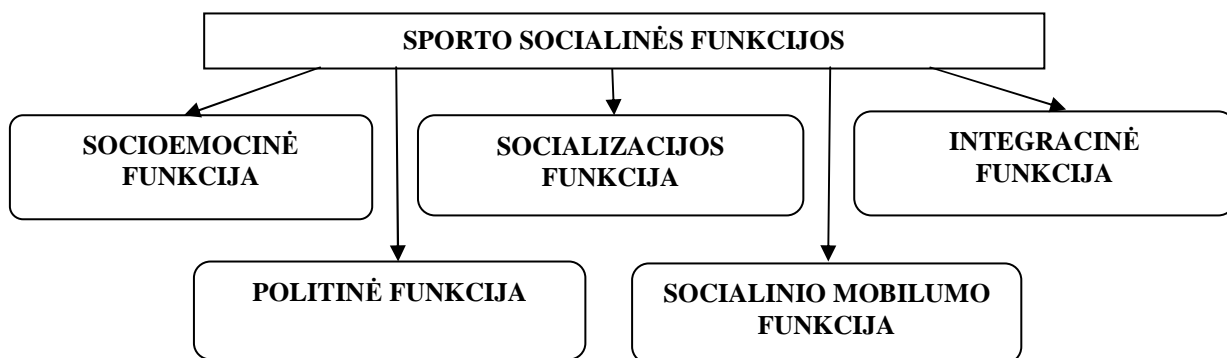 SPORTO SOCIALINĖS FUNKCIJOS
SOCIOEMOCINĖ
FUNKCIJA
SOCIALIZACIJOS
FUNKCIJA
INTEGRACINĖ
FUNKCIJA
POLITINĖ FUNKCIJA
SOCIALINIO MOBILUMO
FUNKCIJA